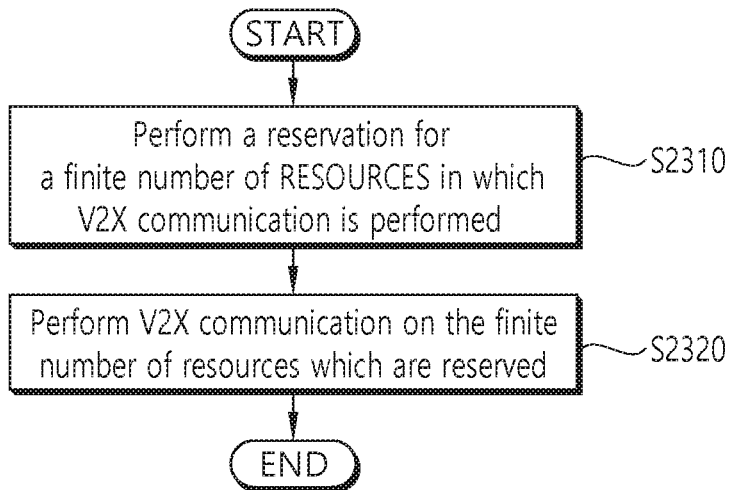 START
Perform a reservation for
a finite number of RESOURCES in which
V2X communication is performed
S2310
Perform V2X communication on the finite
number of resources which are reserved
S2320
END